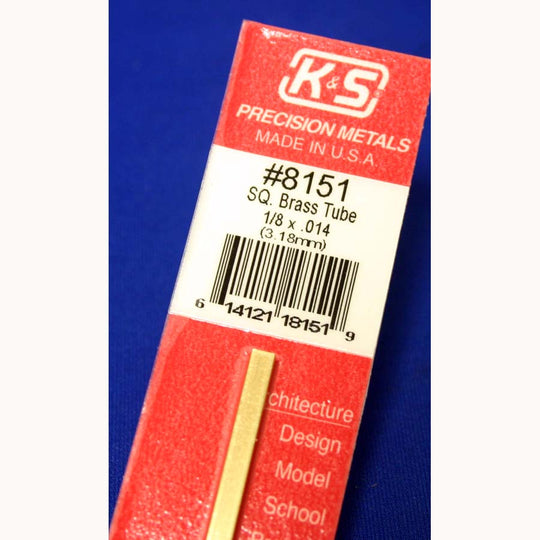 K&S
PRECISION METALS
MADE IN U.S.A.
#8151
SQ. Brass Tube
1/8 x .014
(3.18mm)
6 14121 18151 9
chitecture
Design
Model
School